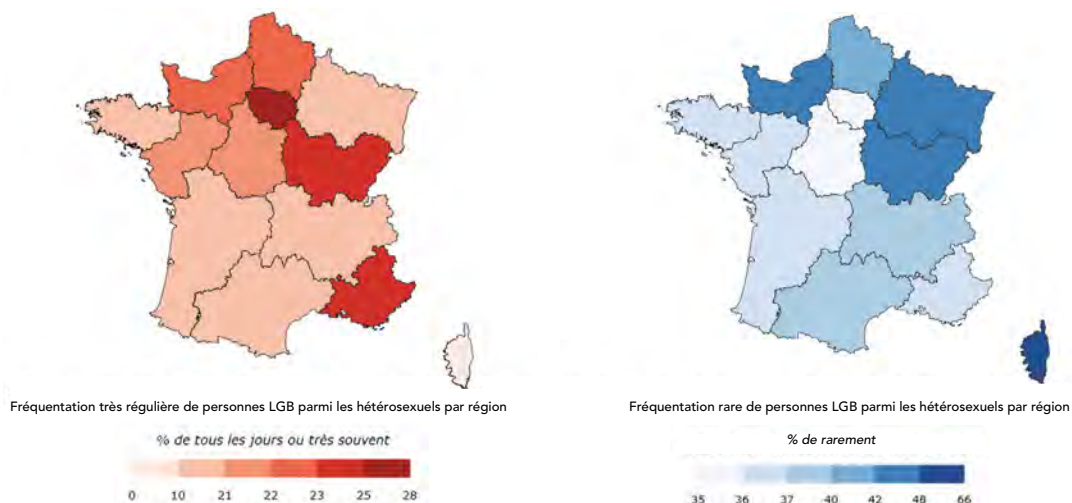 Fréquentation très régulière de personnes LGB parmi les hétérosexuels par région
% de tous les jours ou très souvent
0 10 21 22 23 25 28
Fréquentation rare de personnes LGB parmi les hétérosexuels par région
% de rarement
35 36 37 40 42 48 66